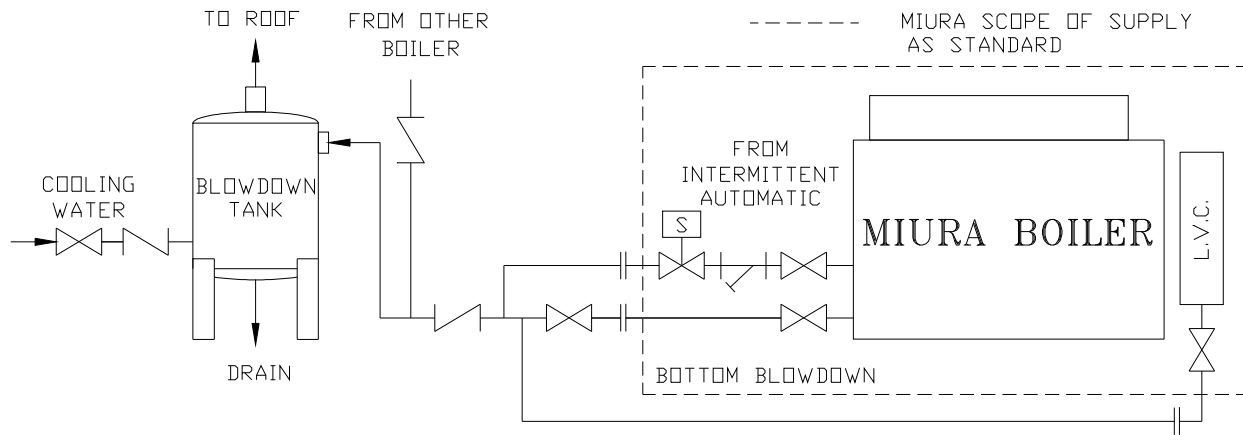 TO ROOF
FROM OTHER
BOILER
MIURA SCOPE OF SUPPLY
AS STANDARD
COOLING
WATER
BLOWDOWN
TANK
FROM
INTERMITTENT
AUTOMATIC
S
MIURA BOILER
L.V.C.
DRAIN
BOTTOM BLOWDOWN